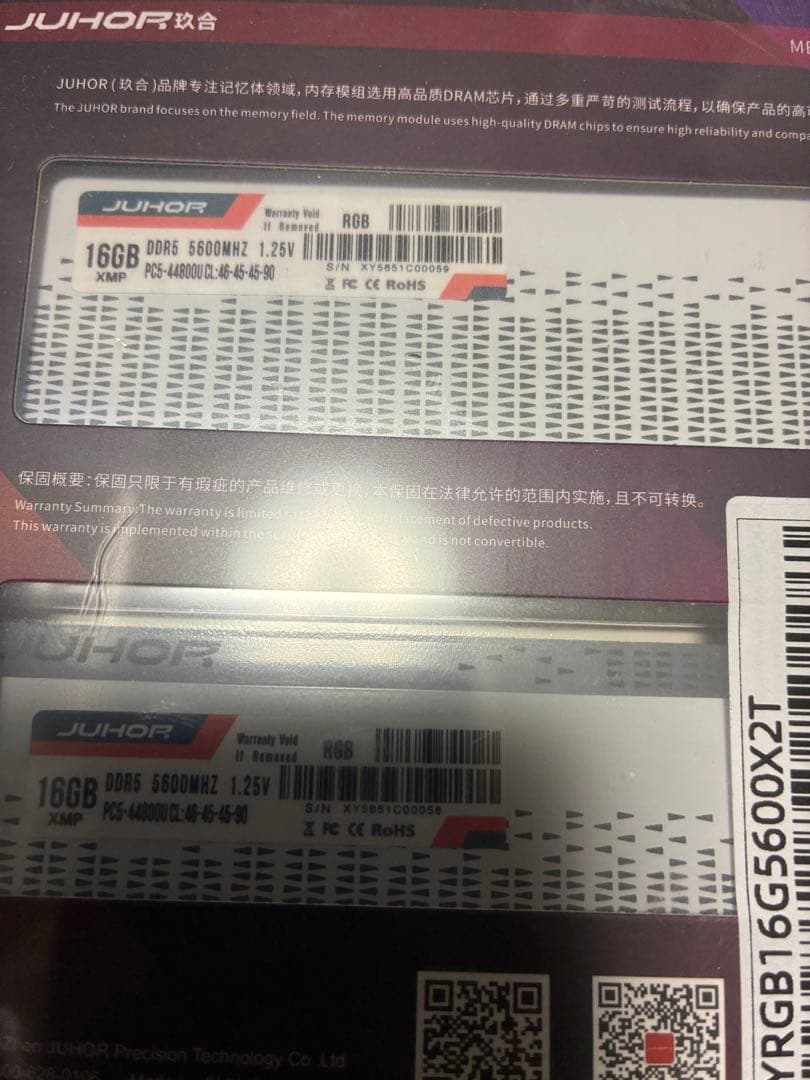 JUHOR 玖合
JUHOR(玖合)品牌专注记忆体领域，内存模组选用高品质DRAM芯片，通过多重严苛的测试流程，以确保产品的高
The JUHOR brand focuses on the memory field. The memory module uses high-quality DRAM chips to ensure high reliability and
JUHOR
Warranty Void
If Removed
RGB
16GB DDR5 5600MHZ 1.25V
XMP PC5-44800U CL:46-45-45-90
S/N XY5651C00059
FC CE RoHS
保固概要：保固只限于有瑕疵的产品维修或更换，本保固在法律允许的范围内实施，且不可转换。
Warranty Summary:The warranty is limited to the replacement of defective products.
This warranty is implemented within the and is not convertible.
JUHOR
JUHOR
Warranty Void
If Removed
RGB
16GB DDR5 5600MHZ 1.25V
XMP PC5-44800U CL:46-45-45-90
S/N XY5651C00058
FC CE RoHS
YRGB16G5600X2T
JUHOR Precision Technology Co. Ltd